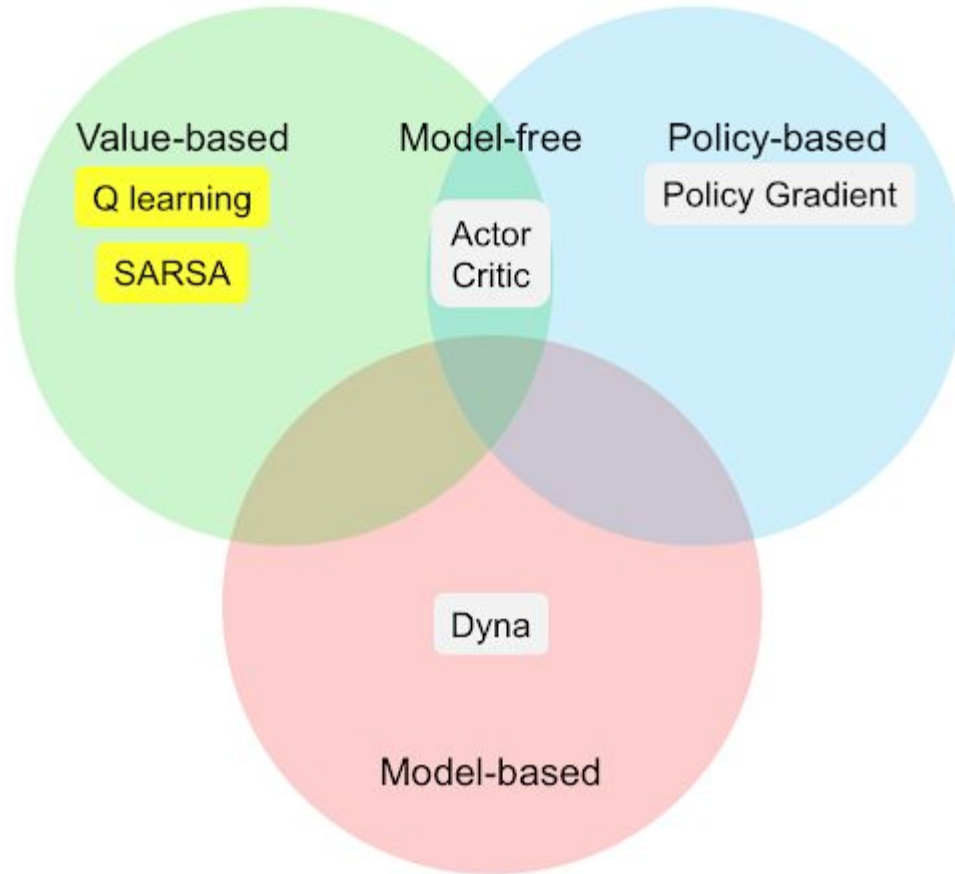 Value-based
Model-free
Policy-based
Q learning
Policy Gradient
SARSA
Actor
Critic
Dyna
Model-based